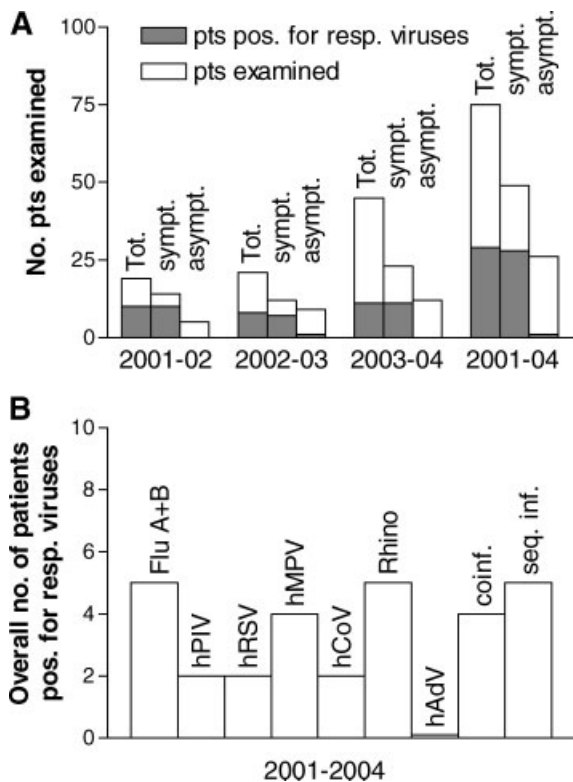 A
100
75
50
25
0
No. pts examined
pts pos. for resp. viruses
pts examined
Tot.
sympt.
asympt.
Tot.
sympt.
asympt.
Tot.
sympt.
asympt.
Tot.
sympt.
asympt.
2001-02
2002-03
2003-04
2001-04
B
10
8
6
4
2
0
Overall no. of patients
pos. for resp. viruses
Flu A+B
hPIV
hRSV
hMPV
hCoV
Rhino
hAdV
coinf.
seq. inf.
2001-2004